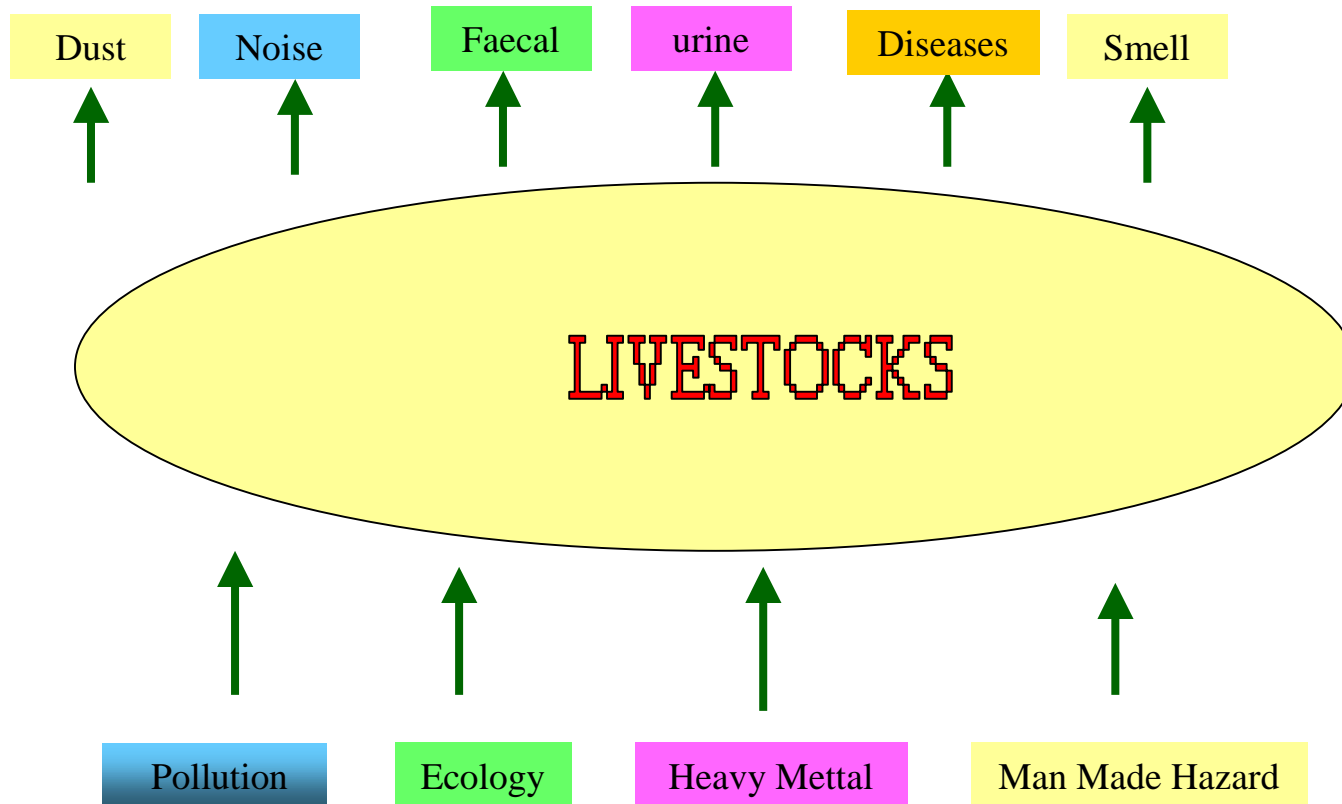 Dust
Noise
Faecal
urine
Diseases
Smell
LIVESTOCKS
Pollution
Ecology
Heavy Mettal
Man Made Hazard